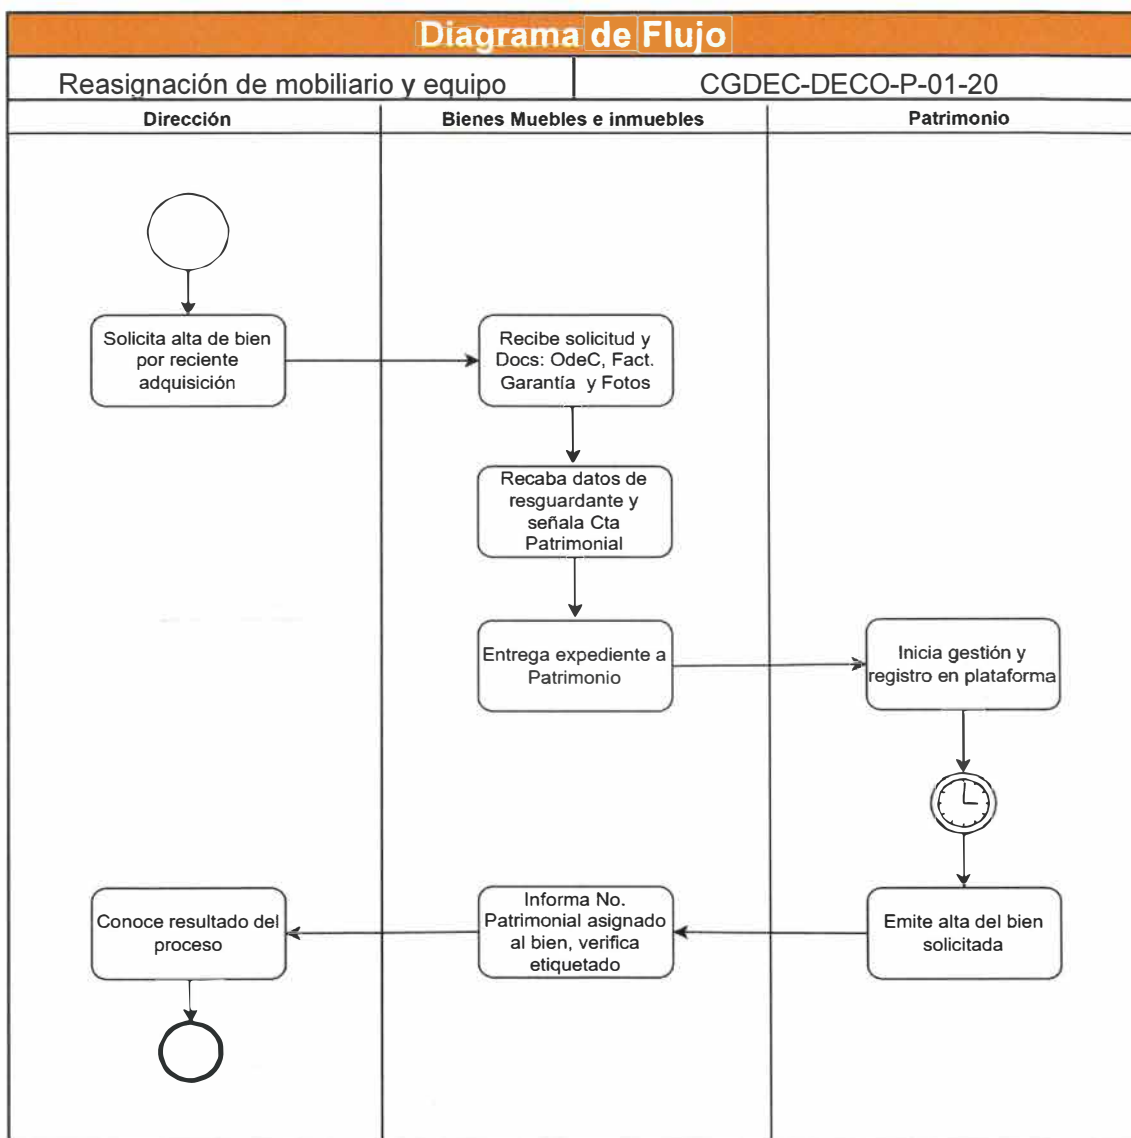 Diagrama de Flujo
Reasignación de mobiliario y equipo
CGDEC-DECO-P-01-20
Dirección
Bienes Muebles e inmuebles
Patrimonio
Solicita alta de bien
por reciente
adquisición
Recibe solicitud y
Docs: OdeC, Fact.
Garantía y Fotos
Recaba datos de
resguardante y
señala Cta
Patrimonial
Entrega expediente a
Patrimonio
Inicia gestión y
registro en plataforma
Emite alta del bien
solicitada
Informa No.
Patrimonial asignado
al bien, verifica
etiquetado
Conoce resultado del
proceso